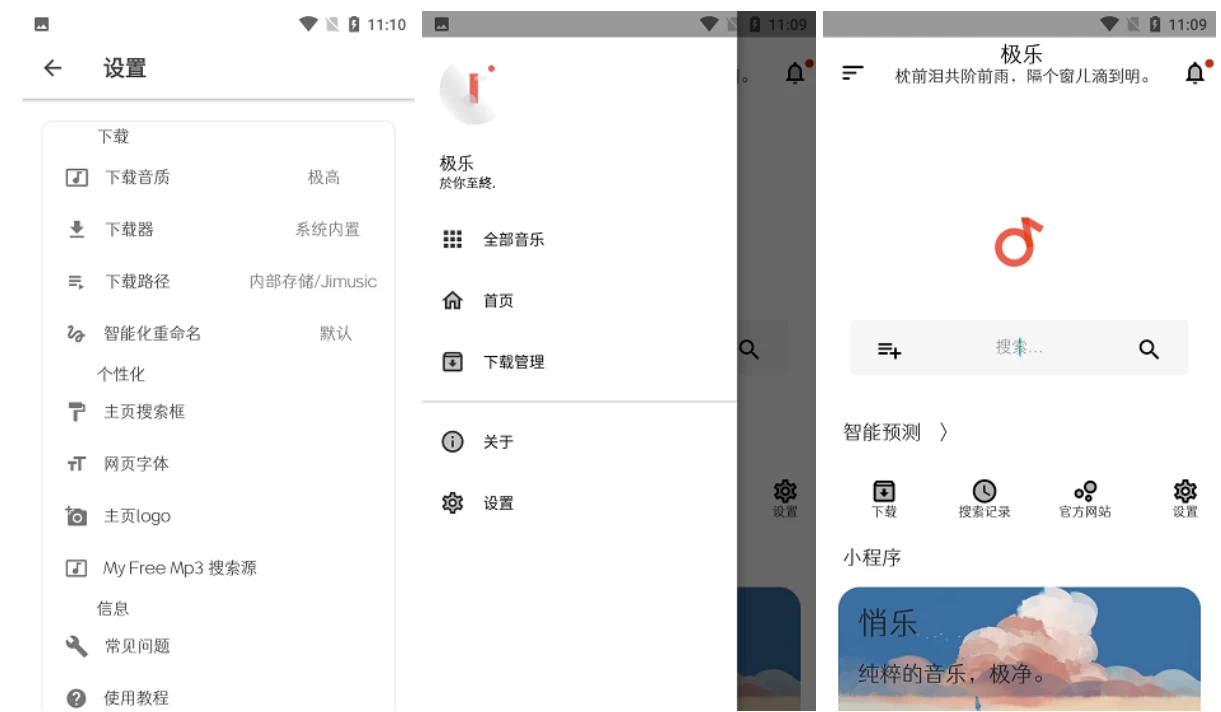 11:10
设置
下载
下载音质 极高
下载器 系统内置
下载路径 内部存储/Jimusic
智能化重命名 默认
个性化
主页搜索框
网页字体
主页logo
My Free Mp3 搜索源
信息
常见问题
使用教程
11:09
极乐
於你至終.
全部音乐
首页
下载管理
关于
设置
。
设置
11:09
极乐
枕前泪共阶前雨，隔个窗儿滴到明。
搜索...
智能预测 〉
下载 搜索记录 官方网站 设置
小程序
悄乐
纯粹的音乐，极净。